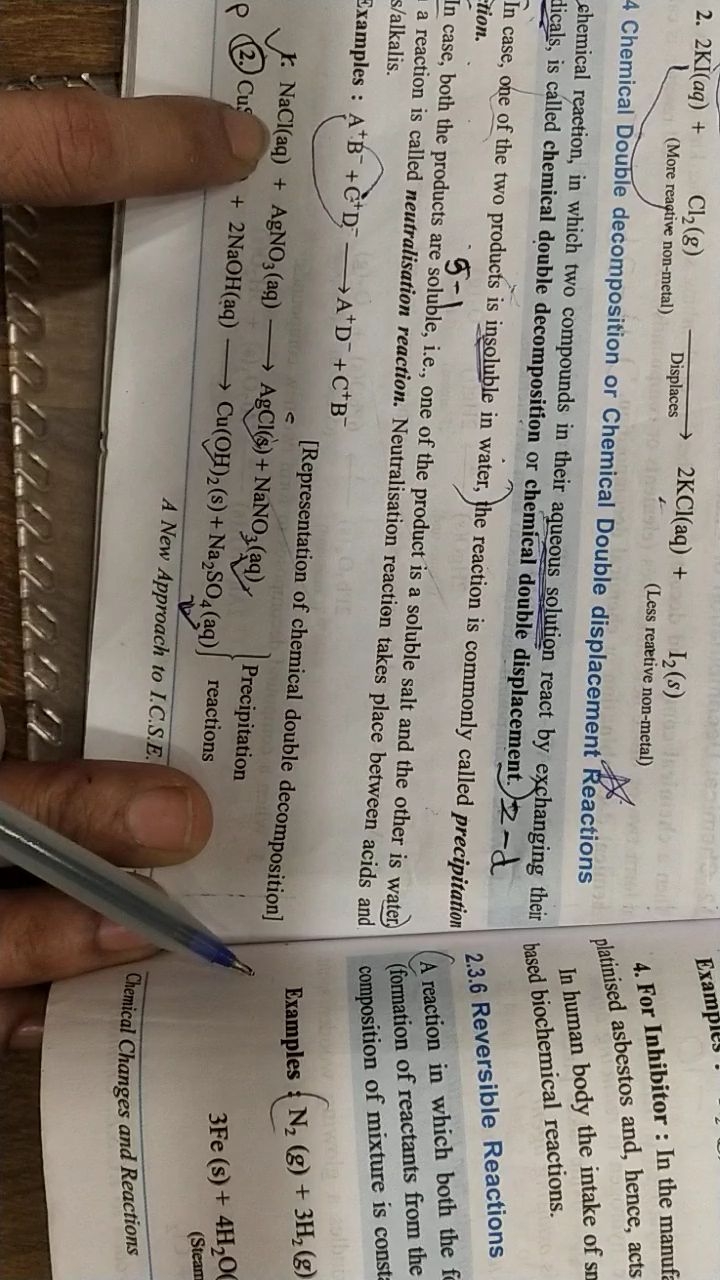 2. 2KI(aq) + Cl₂(g) ⟶ 2KCl(aq) + I₂(s)
Displaces
(More reactive non-metal) (Less reactive non-metal)
4 Chemical Double decomposition or Chemical Double displacement Reactions
chemical reaction, in which two compounds in their aqueous solution react by exchanging their
dicals, is called chemical double decomposition or chemical double displacement. 2-d
In case, one of the two products is insoluble in water, the reaction is commonly called precipitation
tion.
5-1
In case, both the products are soluble, i.e., one of the product is a soluble salt and the other is water,
a reaction is called neutralisation reaction. Neutralisation reaction takes place between acids and
s/alkalis.
Examples : A⁺B⁻ + C⁺D⁻ ⟶ A⁺D⁻ + C⁺B⁻
[Representation of chemical double decomposition]
1. NaCl(aq) + AgNO₃(aq) ⟶ AgCl(s) + NaNO₃(aq)
P 2. Cu + 2NaOH(aq) ⟶ Cu(OH)₂(s) + Na₂SO₄(aq)
Precipitation
reactions
A New Approach to I.C.S.E.
Examples :
4. For Inhibitor : In the manufa
platinised asbestos and, hence, acts
In human body the intake of sm
based biochemical reactions.
2.3.6 Reversible Reactions
A reaction in which both the fo
(formation of reactants from the
composition of mixture is consta
Examples : N₂ (g) + 3H₂ (g)
3Fe (s) + 4H₂O(
(Steam
Chemical Changes and Reactions